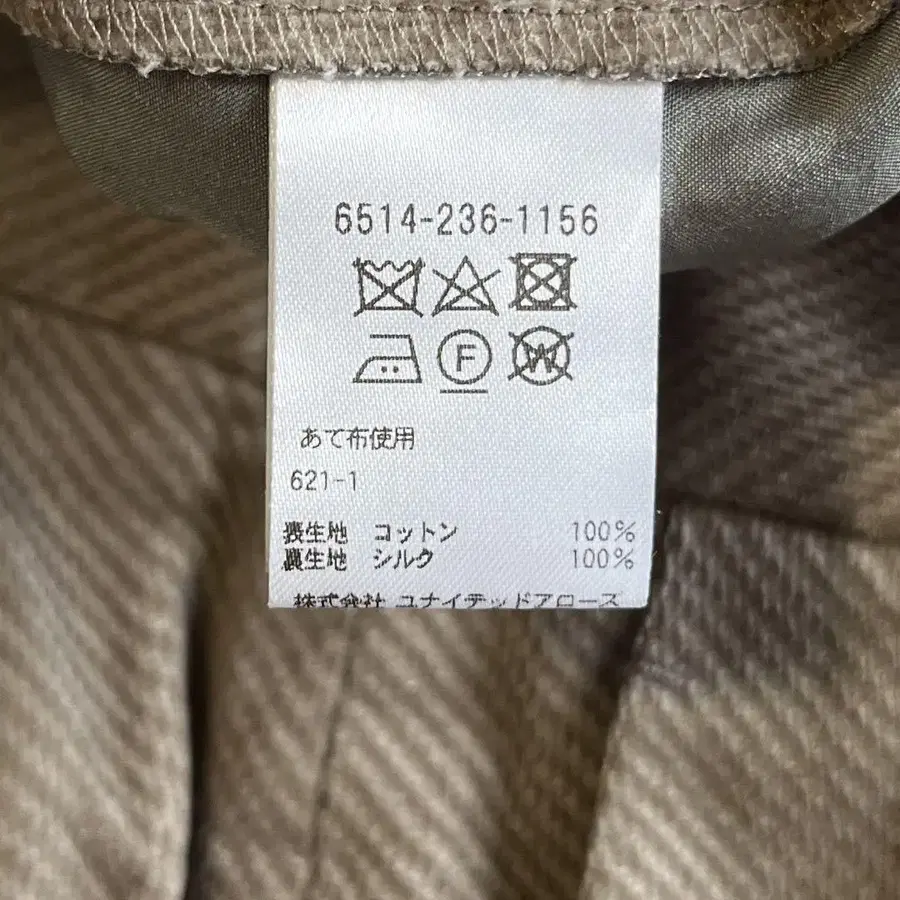 6514-236-1156
F
W
あて布使用
621-1
表生地 コットン 100%
裏生地 シルク 100%
株式会社 ユナイテッドアローズ